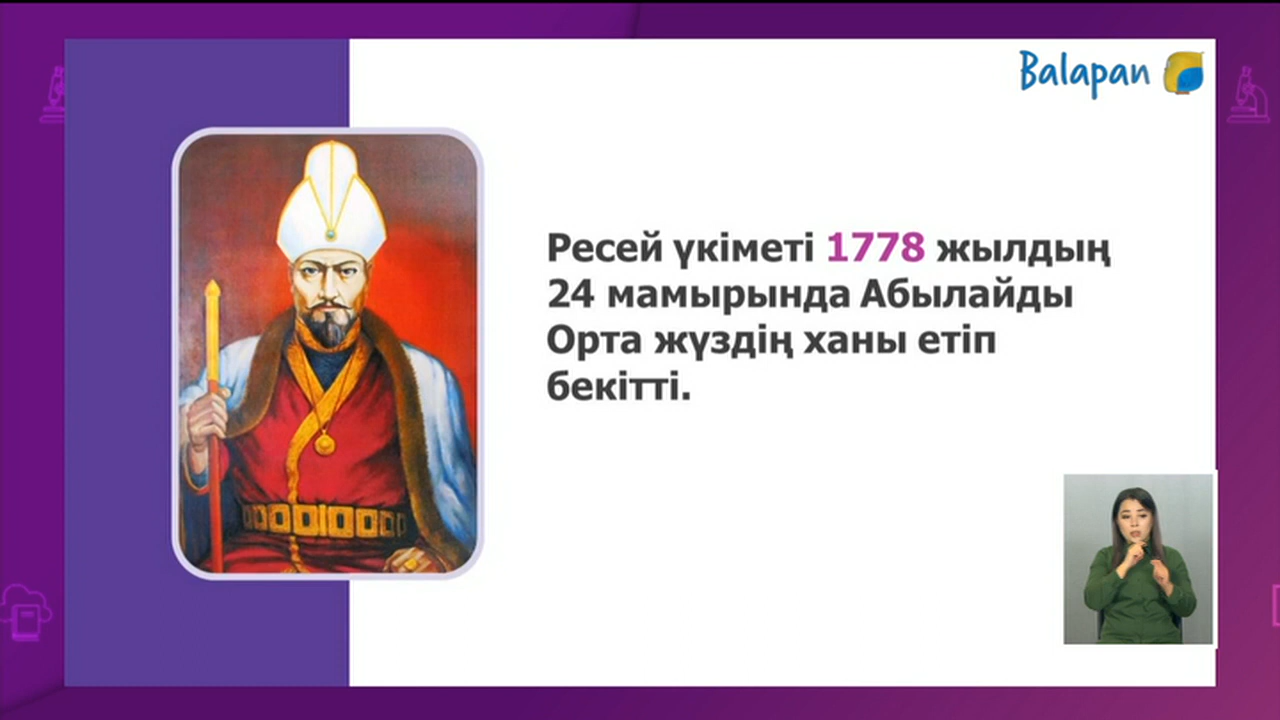 Balapan
Ресей үкіметі 1778 жылдың
24 мамырында Абылайды
Орта жүздің ханы етіп
бекітті.